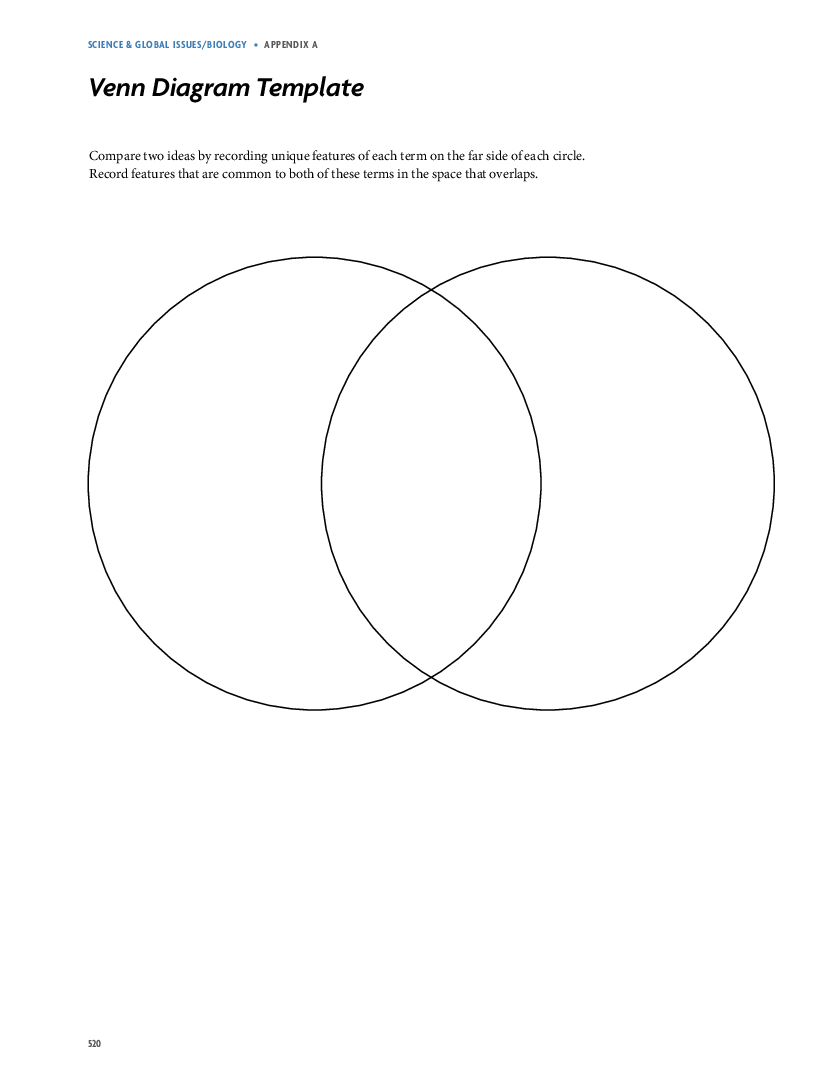 SCIENCE & GLOBAL ISSUES/BIOLOGY • APPENDIX A
Venn Diagram Template
Compare two ideas by recording unique features of each term on the far side of each circle.
Record features that are common to both of these terms in the space that overlaps.
520